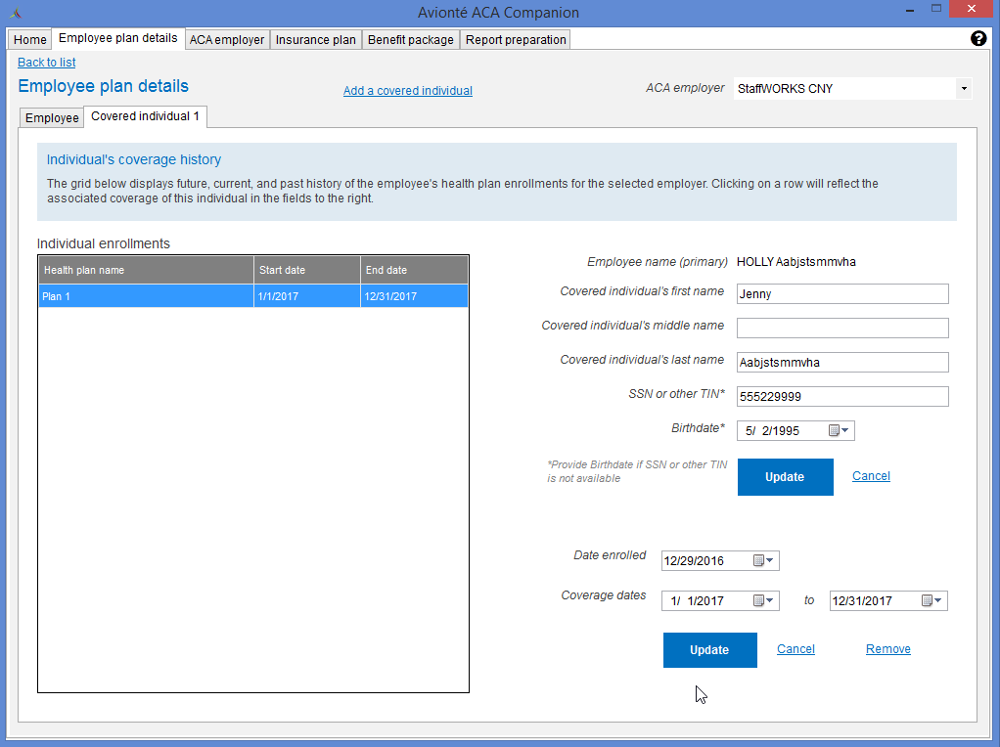 Avionté ACA Companion
Home
Employee plan details
ACA employer
Insurance plan
Benefit package
Report preparation
?
Back to list
Employee plan details
Add a covered individual
ACA employer
StaffWORKS CNY
Employee
Covered individual 1
Individual's coverage history
The grid below displays future, current, and past history of the employee's health plan enrollments for the selected employer. Clicking on a row will reflect the
associated coverage of this individual in the fields to the right.
Individual enrollments
Health plan name Start date End date
Plan 1 1/1/2017 12/31/2017
Employee name (primary) HOLLY Aabjstsmmvha
Covered individual's first name Jenny
Covered individual's middle name
Covered individual's last name Aabjstsmmvha
SSN or other TIN* 555229999
Birthdate* 5/ 2/1995
*Provide Birthdate if SSN or other TIN
is not available
Update Cancel
Date enrolled 12/29/2016
Coverage dates 1/ 1/2017 to 12/31/2017
Update Cancel Remove